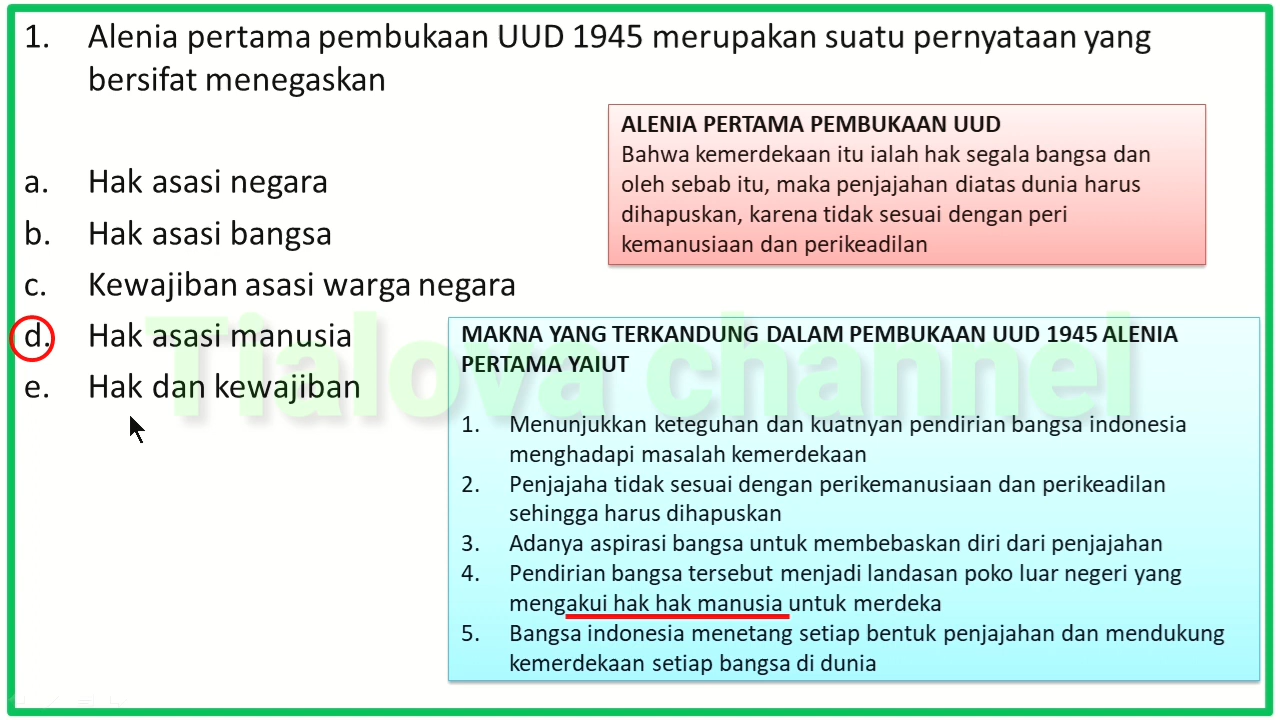 1. Alenia pertama pembukaan UUD 1945 merupakan suatu pernyataan yang
bersifat menegaskan
a. Hak asasi negara
b. Hak asasi bangsa
c. Kewajiban asasi warga negara
d. Hak asasi manusia
e. Hak dan kewajiban
ALENIA PERTAMA PEMBUKAAN UUD
Bahwa kemerdekaan itu ialah hak segala bangsa dan
oleh sebab itu, maka penjajahan diatas dunia harus
dihapuskan, karena tidak sesuai dengan peri
kemanusiaan dan perikeadilan
MAKNA YANG TERKANDUNG DALAM PEMBUKAAN UUD 1945 ALENIA
PERTAMA YAIUT
1. Menunjukkan keteguhan dan kuatnyan pendirian bangsa indonesia
menghadapi masalah kemerdekaan
2. Penjajaha tidak sesuai dengan perikemanusiaan dan perikeadilan
sehingga harus dihapuskan
3. Adanya aspirasi bangsa untuk membebaskan diri dari penjajahan
4. Pendirian bangsa tersebut menjadi landasan poko luar negeri yang
mengakui hak hak manusia untuk merdeka
5. Bangsa indonesia menetang setiap bentuk penjajahan dan mendukung
kemerdekaan setiap bangsa di dunia
Tialova channel